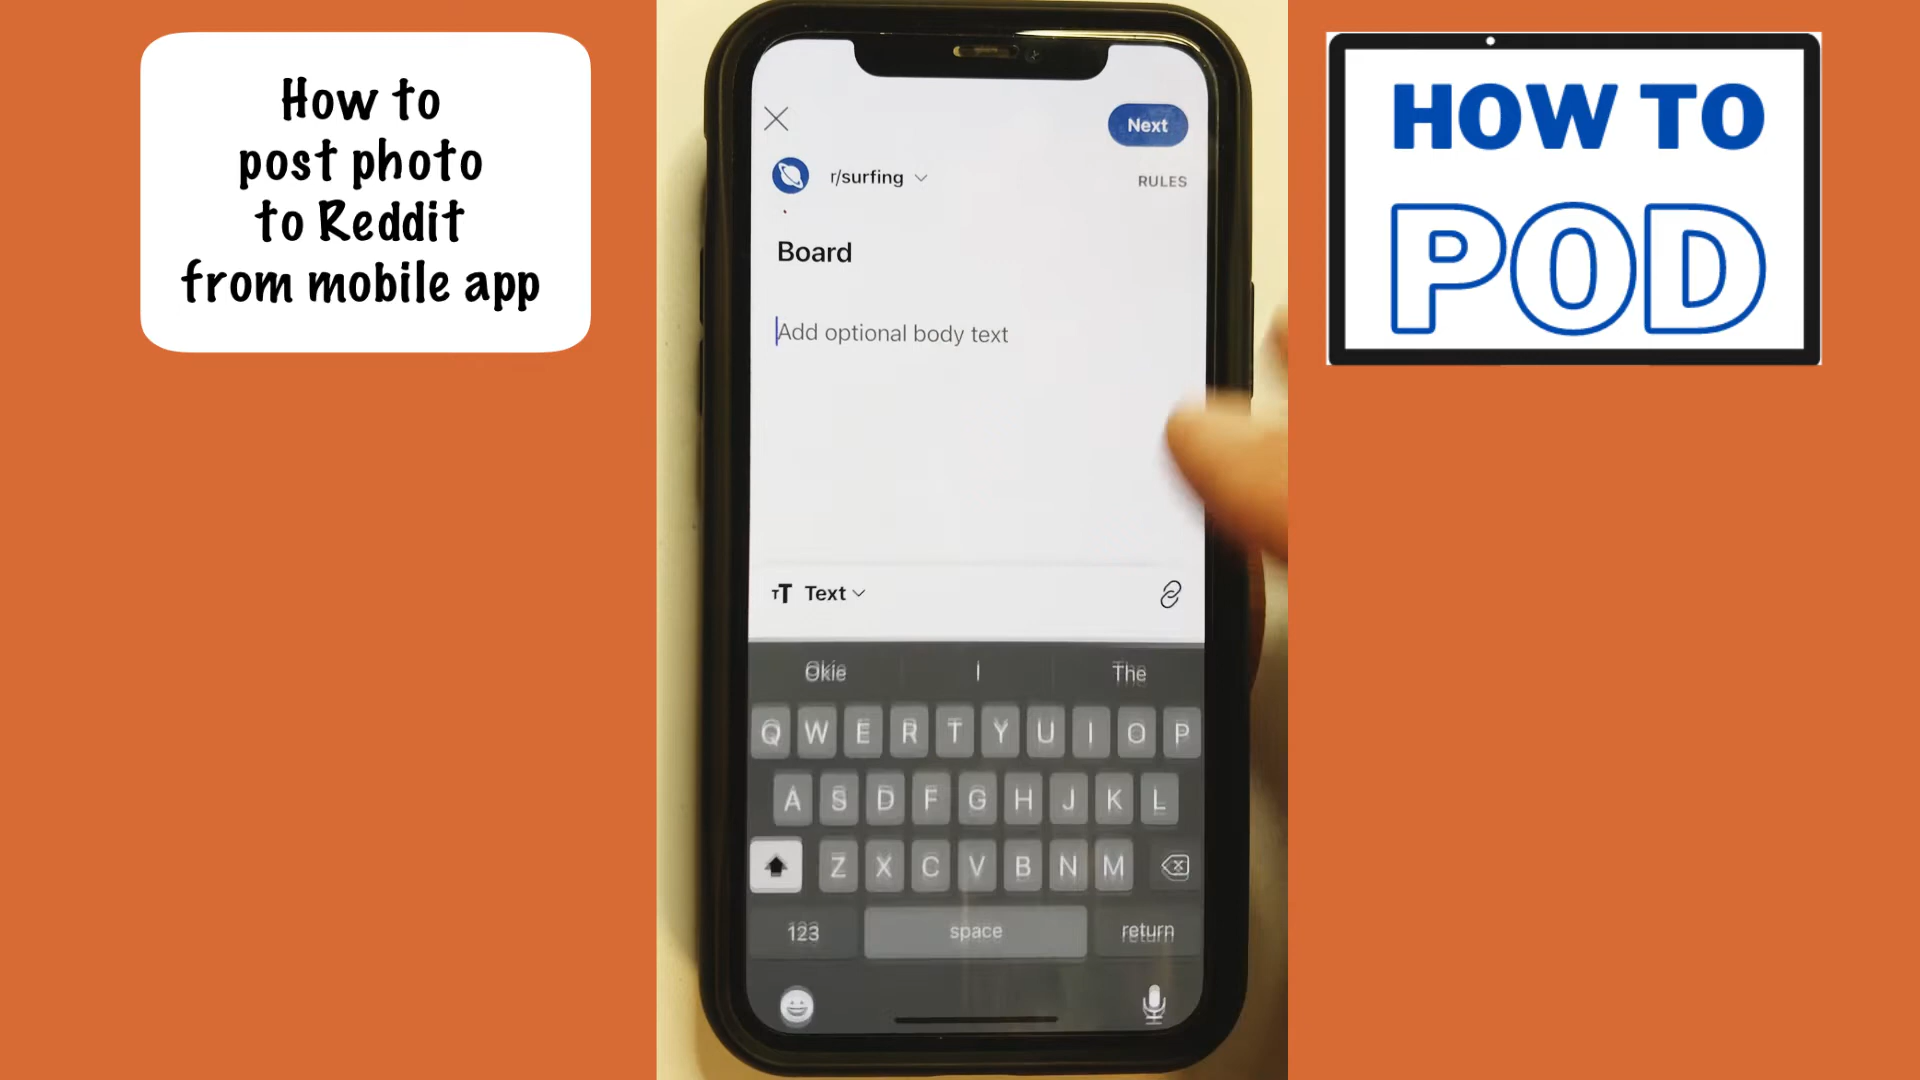 How to
post photo
to Reddit
from mobile app
HOW TO
POD
Next
r/surfing
RULES
Board
Add optional body text
TT Text
Okie I The
Q W E R T Y U I O P
A S D F G H J K L
Z X C V B N M
123 space return